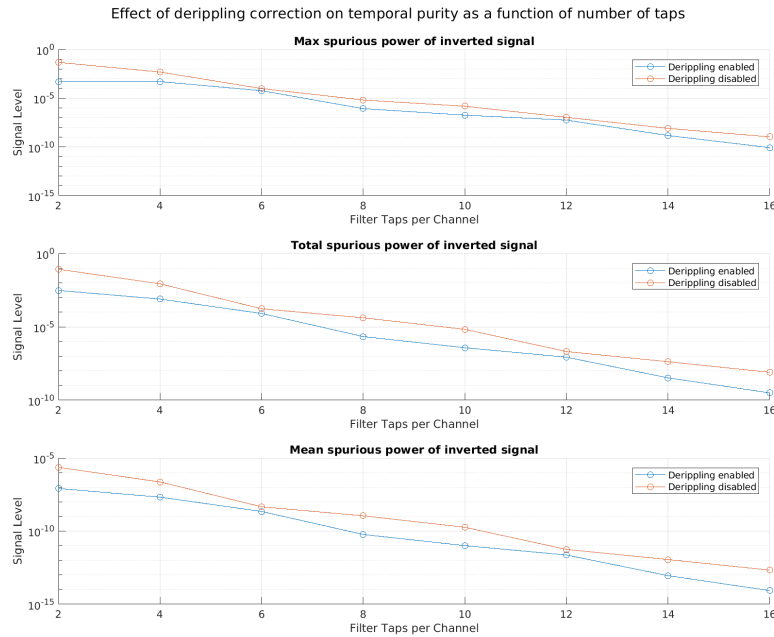 Effect of derippling correction on temporal purity as a function of number of taps
Max spurious power of inverted signal
Signal Level
10^0
10^-5
10^-10
10^-15
Derippling enabled
Derippling disabled
2 4 6 8 10 12 14 16
Filter Taps per Channel
Total spurious power of inverted signal
Signal Level
10^0
10^-5
10^-10
Derippling enabled
Derippling disabled
2 4 6 8 10 12 14 16
Filter Taps per Channel
Mean spurious power of inverted signal
Signal Level
10^-5
10^-10
10^-15
Derippling enabled
Derippling disabled
2 4 6 8 10 12 14 16
Filter Taps per Channel